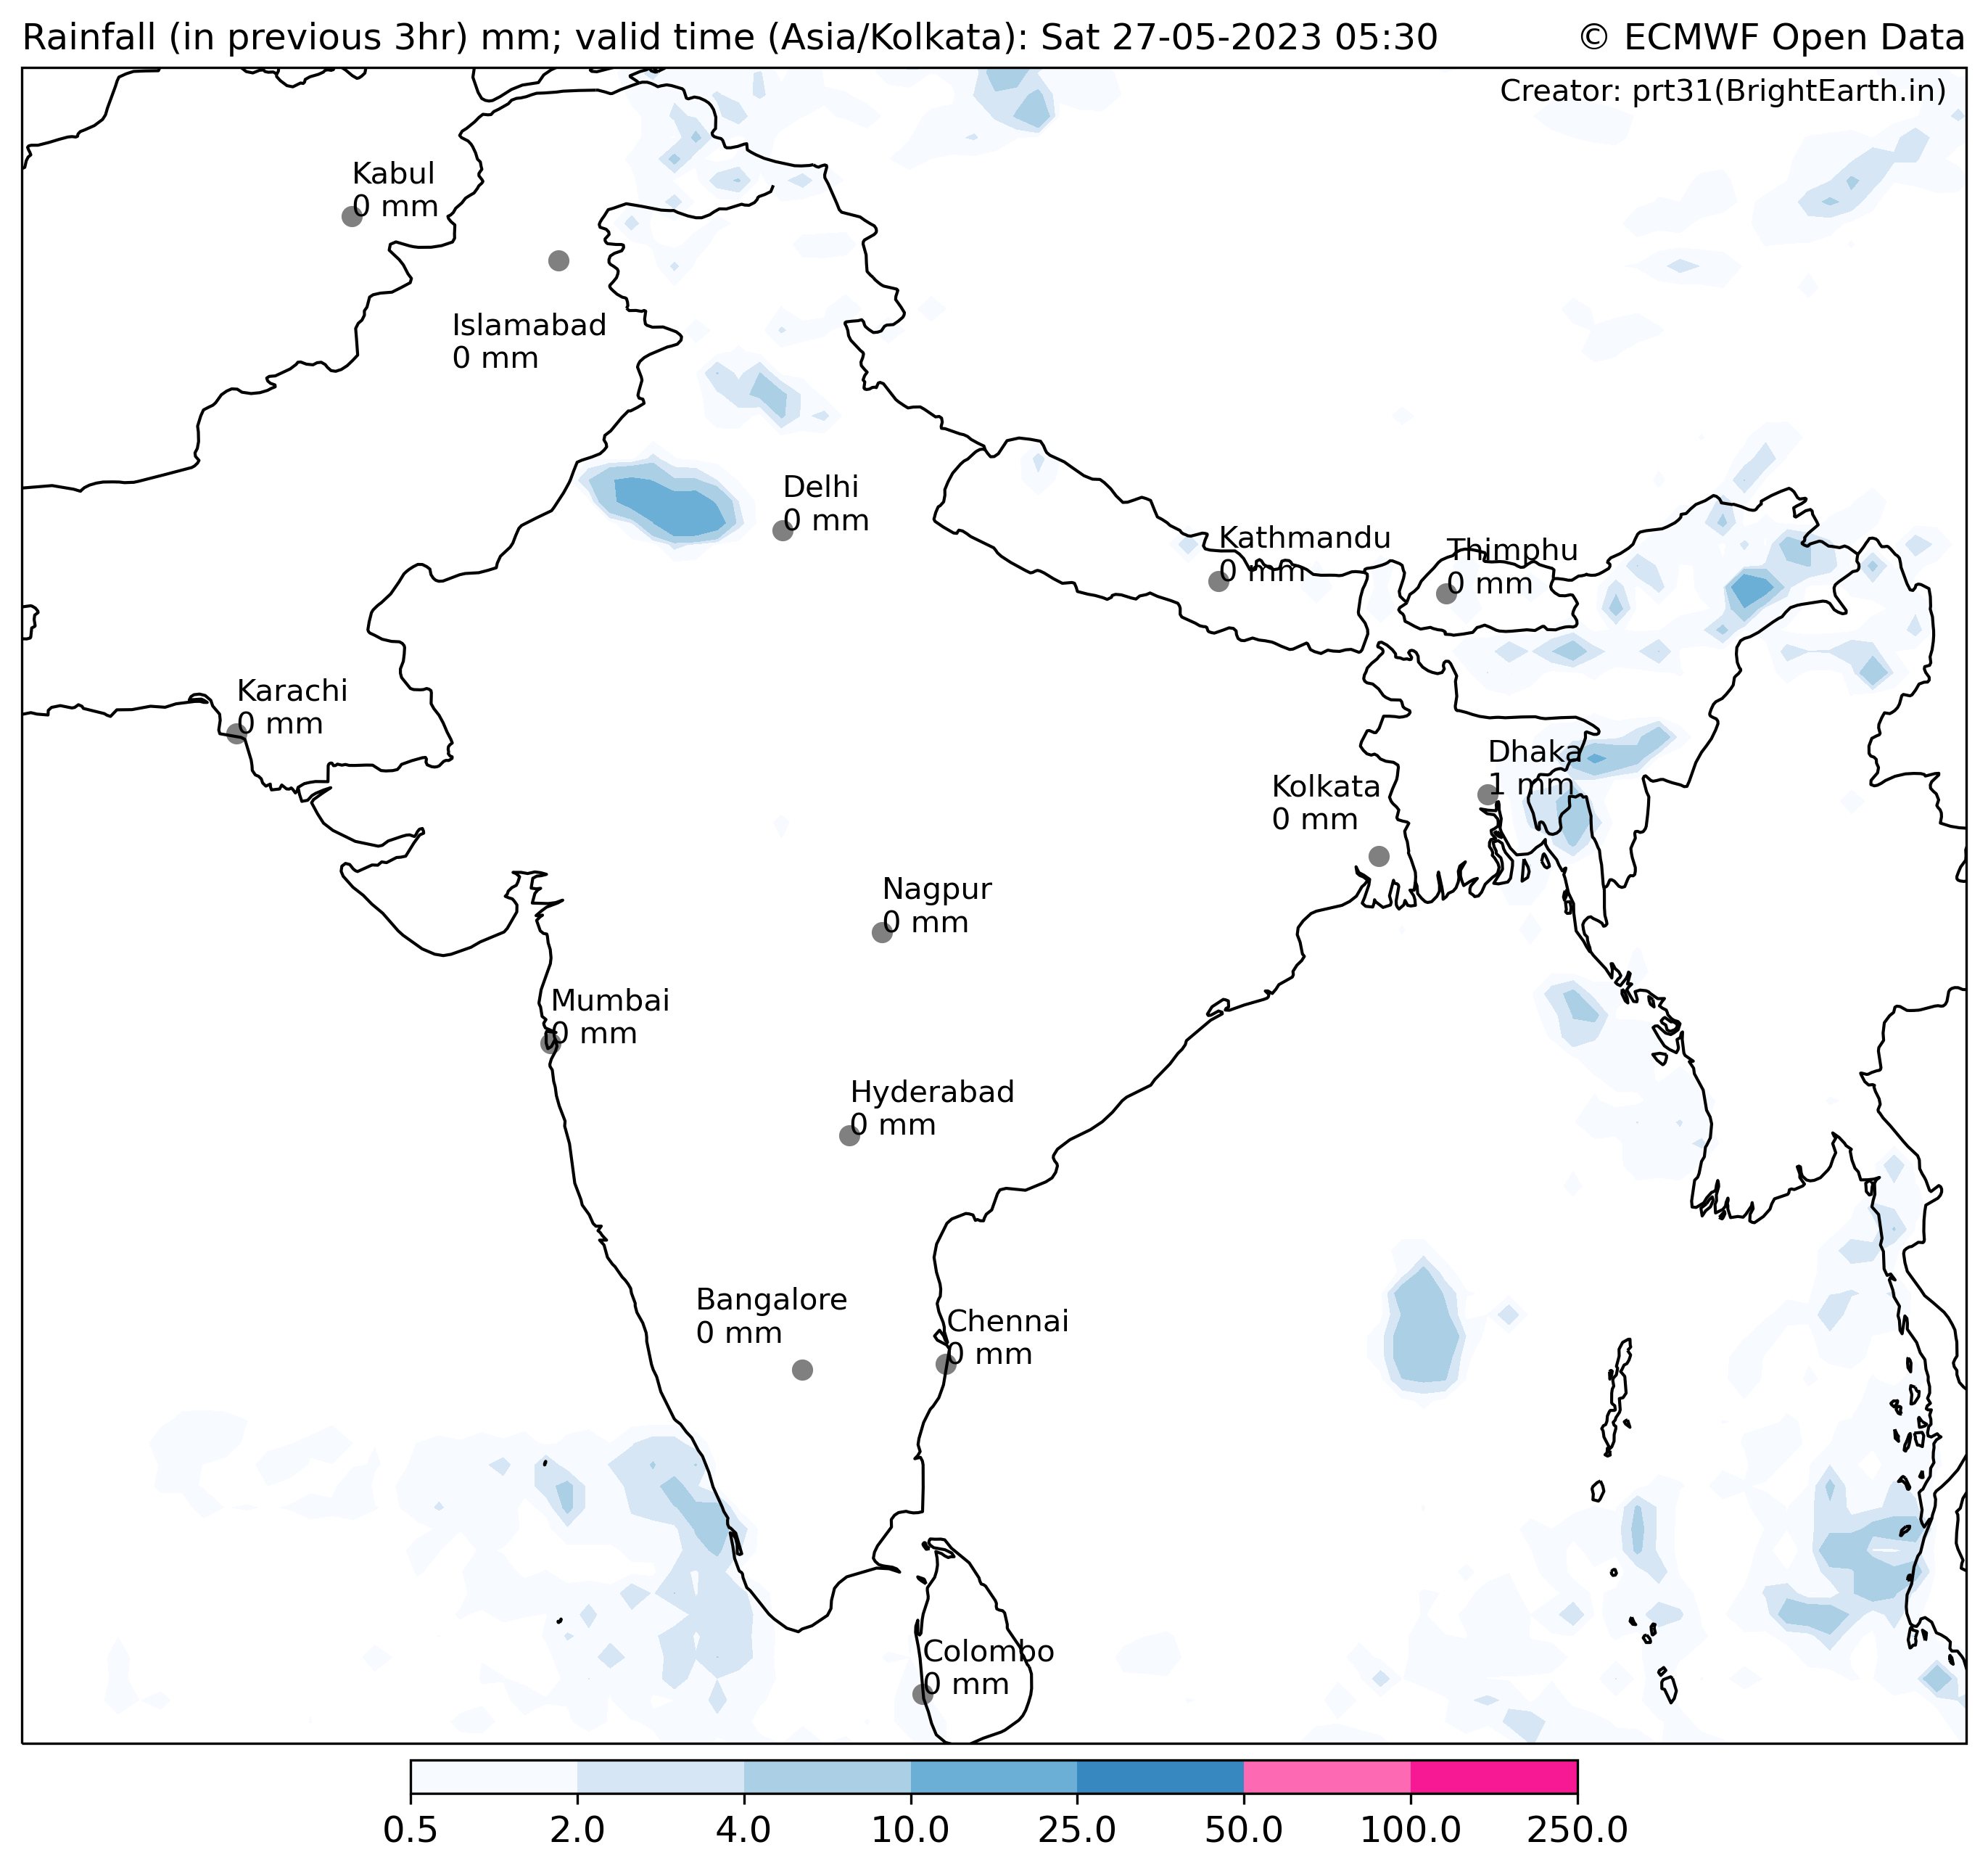 Rainfall (in previous 3hr) mm; valid time (Asia/Kolkata): Sat 27-05-2023 05:30
© ECMWF Open Data
Creator: prt31(BrightEarth.in)
Kabul
0 mm
Islamabad
0 mm
Delhi
0 mm
Kathmandu
0 mm
Thimphu
0 mm
Karachi
0 mm
Dhaka
1 mm
Kolkata
0 mm
Nagpur
0 mm
Mumbai
0 mm
Hyderabad
0 mm
Bangalore
0 mm
Chennai
0 mm
Colombo
0 mm
0.5 2.0 4.0 10.0 25.0 50.0 100.0 250.0